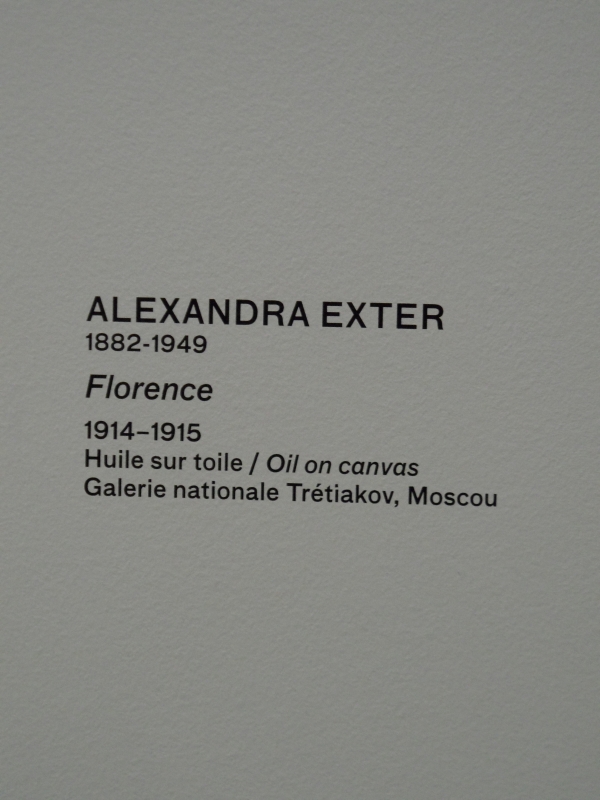 ALEXANDRA EXTER
1882-1949
Florence
1914–1915
Huile sur toile / Oil on canvas
Galerie nationale Trétiakov, Moscou